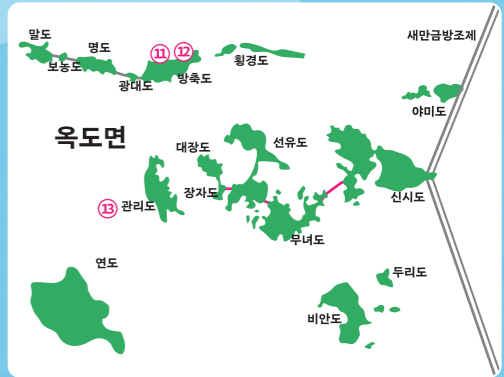 말도
명도
보농도
광대도
⑪
⑫
방축도
횡경도
새만금방조제
야미도
옥도면
대장도
선유도
장자도
⑬
관리도
신시도
무녀도
연도
두리도
비안도